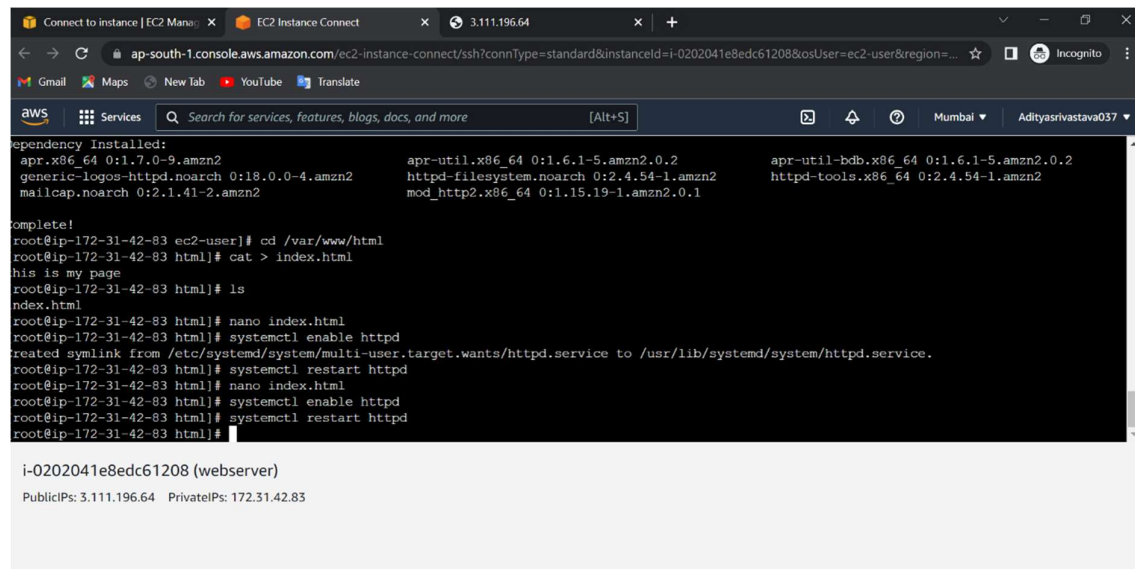 Connect to instance | EC2 Manag
EC2 Instance Connect
3.111.196.64
ap-south-1.console.aws.amazon.com/ec2-instance-connect/ssh?connType=standard&instanceId=i-0202041e8edc61208&osUser=ec2-user&region=...
Incognito
Gmail Maps New Tab YouTube Translate
aws Services Search for services, features, blogs, docs, and more [Alt+S] Mumbai ▼ Adityasrivastava037 ▼
ependency Installed:
apr.x86_64 0:1.7.0-9.amzn2 apr-util.x86_64 0:1.6.1-5.amzn2.0.2 apr-util-bdb.x86_64 0:1.6.1-5.amzn2.0.2
generic-logos-httpd.noarch 0:18.0.0-4.amzn2 httpd-filesystem.noarch 0:2.4.54-1.amzn2 httpd-tools.x86_64 0:2.4.54-1.amzn2
mailcap.noarch 0:2.1.41-2.amzn2 mod_http2.x86_64 0:1.15.19-1.amzn2.0.1
omplete!
root@ip-172-31-42-83 ec2-user]# cd /var/www/html
root@ip-172-31-42-83 html]# cat > index.html
his is my page
root@ip-172-31-42-83 html]# ls
ndex.html
root@ip-172-31-42-83 html]# nano index.html
root@ip-172-31-42-83 html]# systemctl enable httpd
reated symlink from /etc/systemd/system/multi-user.target.wants/httpd.service to /usr/lib/systemd/system/httpd.service.
root@ip-172-31-42-83 html]# systemctl restart httpd
root@ip-172-31-42-83 html]# nano index.html
root@ip-172-31-42-83 html]# systemctl enable httpd
root@ip-172-31-42-83 html]# systemctl restart httpd
root@ip-172-31-42-83 html]#
i-0202041e8edc61208 (webserver)
PublicIPs: 3.111.196.64 PrivateIPs: 172.31.42.83